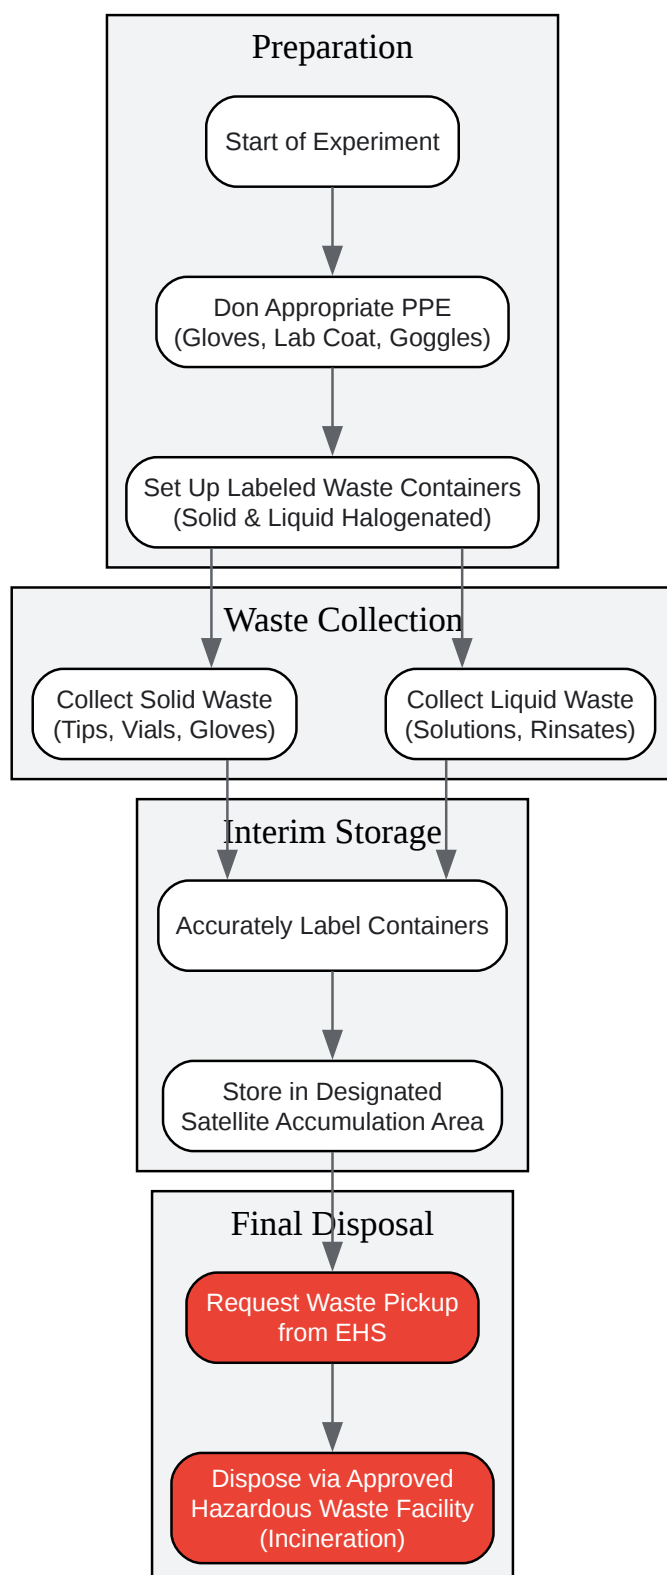 Preparation
Start of Experiment
Don Appropriate PPE
(Gloves, Lab Coat, Goggles)
Set Up Labeled Waste Containers
(Solid & Liquid Halogenated)
Waste Collection
Collect Solid Waste
(Tips, Vials, Gloves)
Collect Liquid Waste
(Solutions, Rinsates)
Interim Storage
Accurately Label Containers
Store in Designated
Satellite Accumulation Area
Final Disposal
Request Waste Pickup
from EHS
Dispose via Approved
Hazardous Waste Facility
(Incineration)